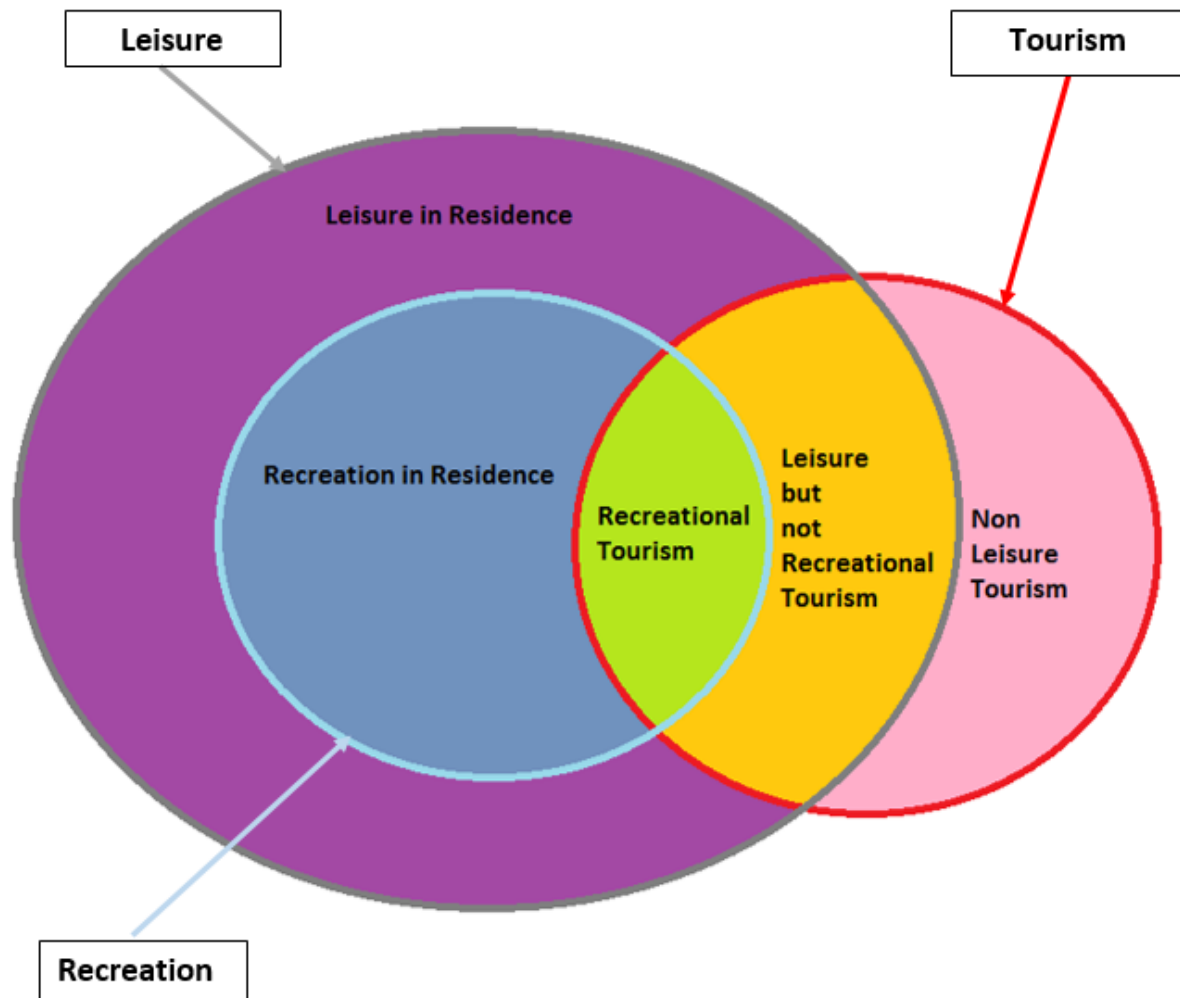 Leisure
Tourism
Leisure in Residence
Recreation in Residence
Recreational
Tourism
Leisure
but
not
Recreational
Tourism
Non
Leisure
Tourism
Recreation